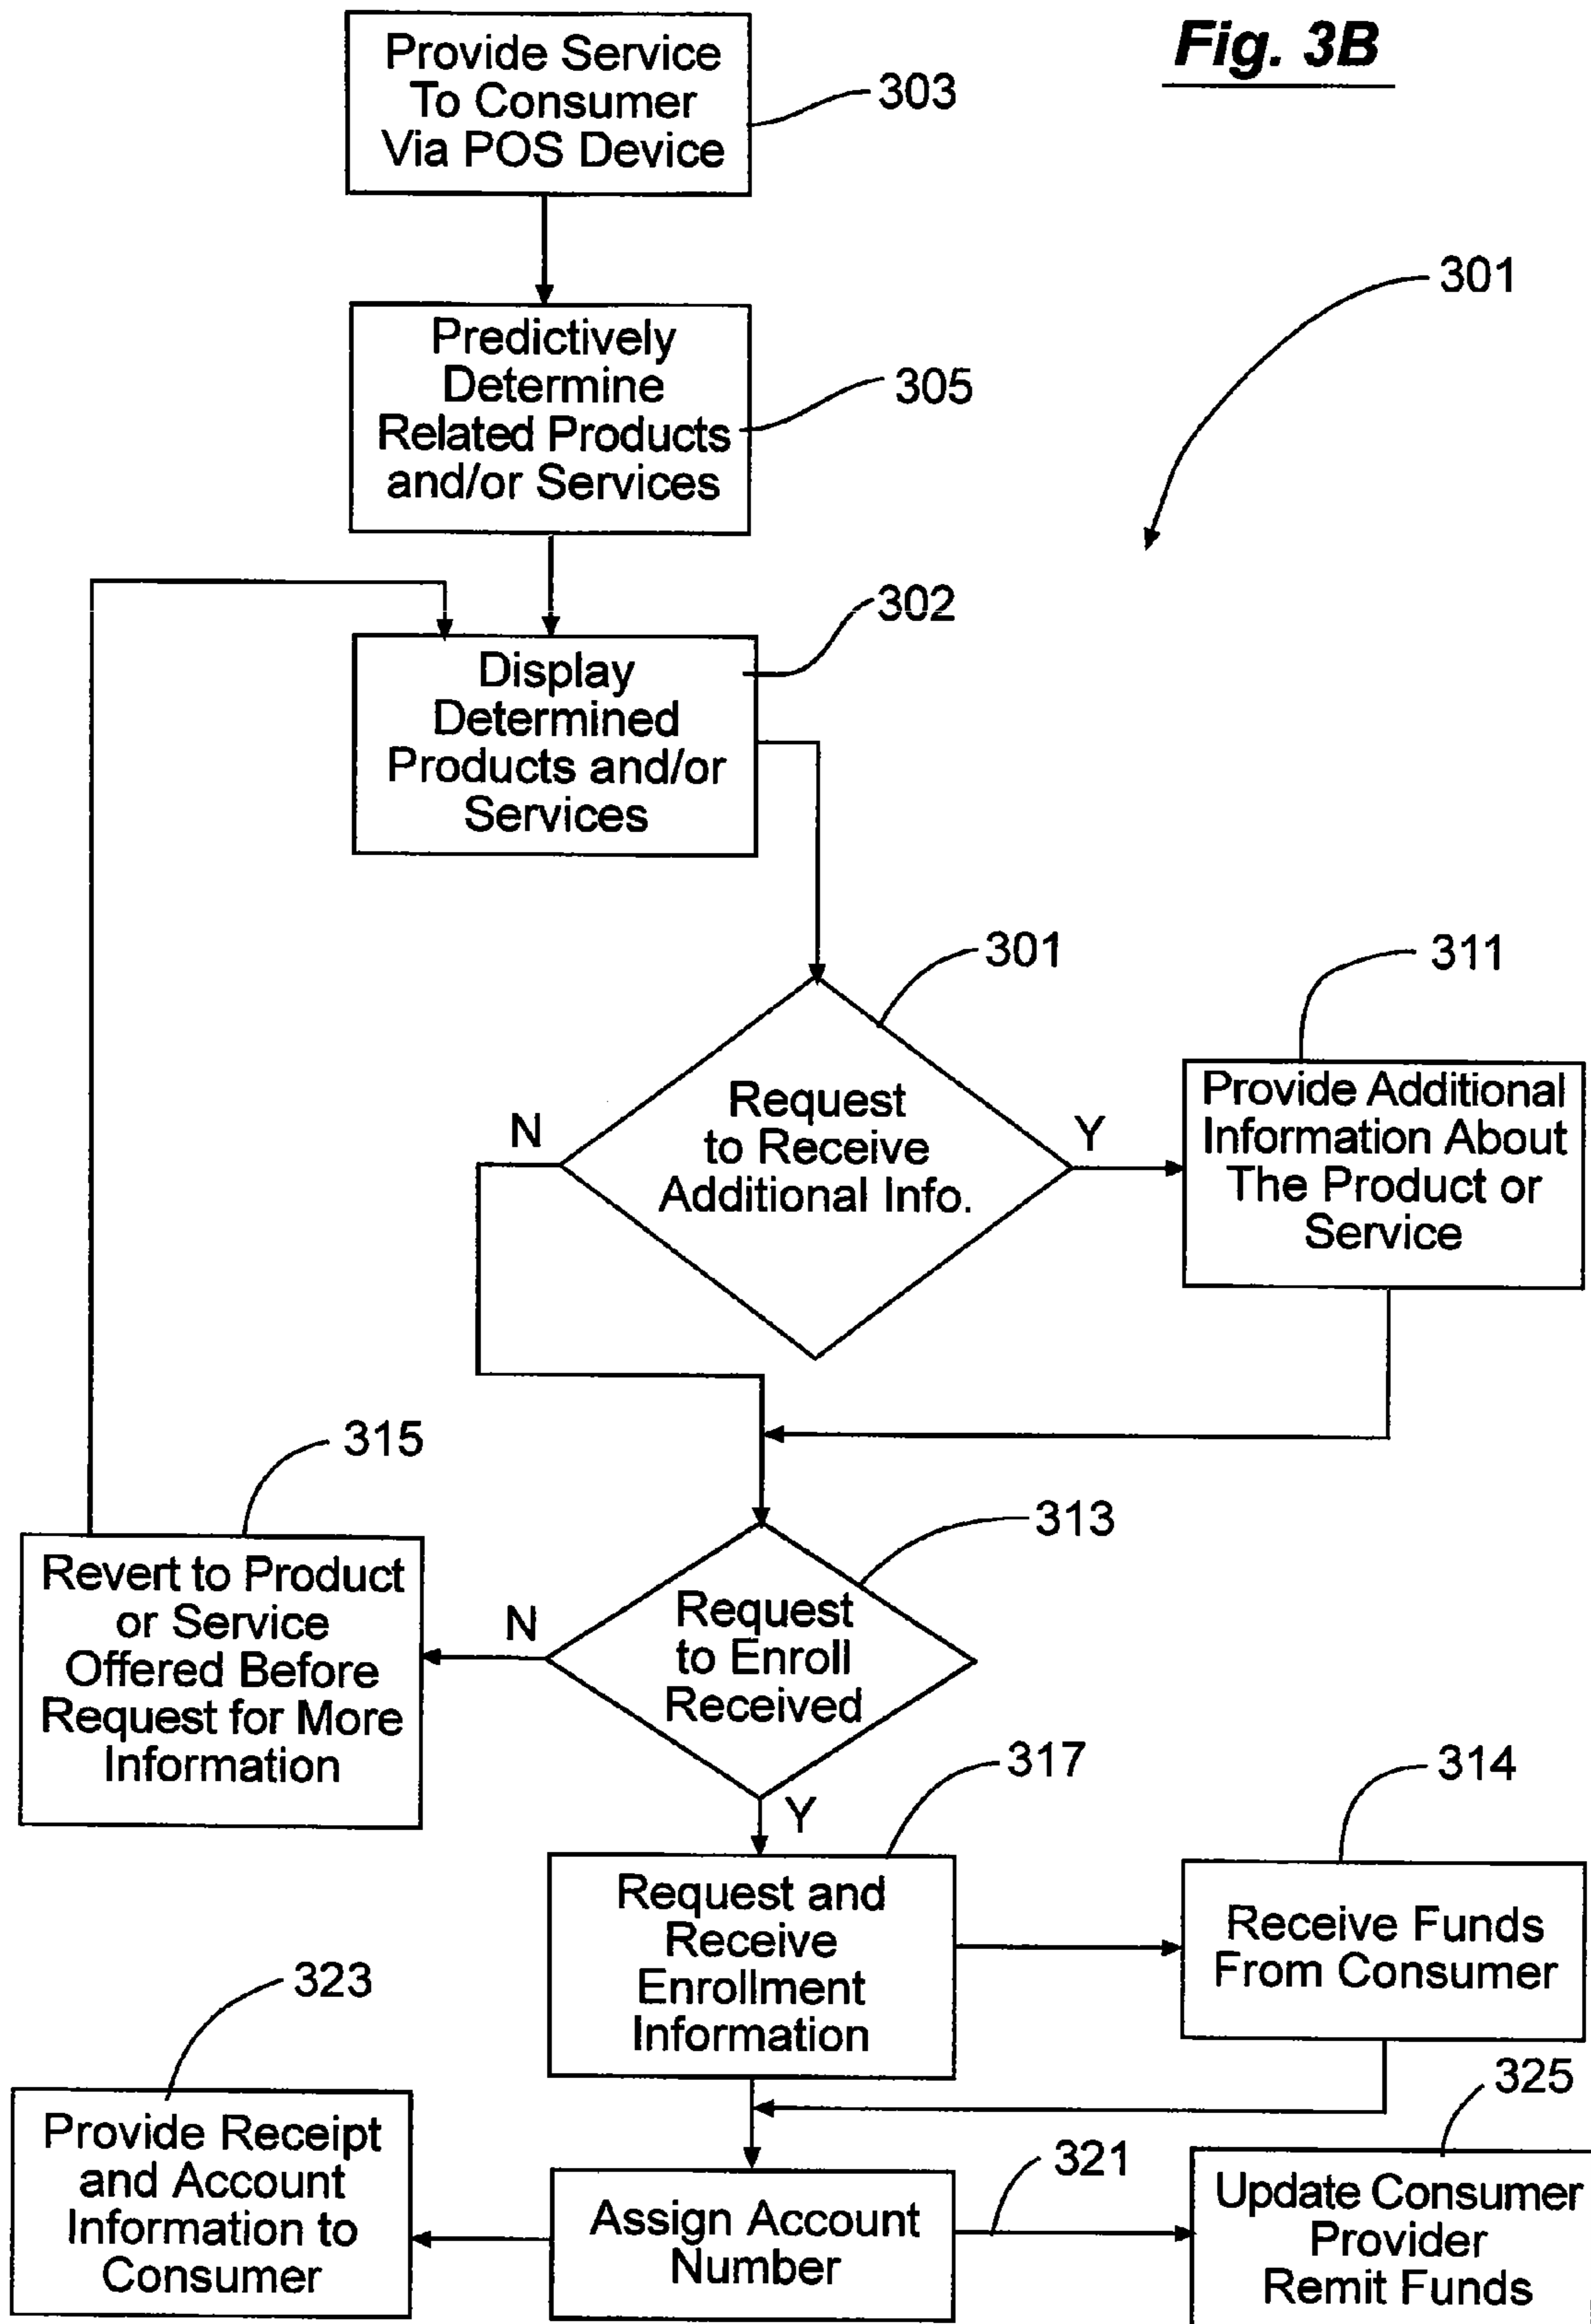 Fig. 3B
Provide Service
To Consumer
Via POS Device
303
301
Predictively
Determine
Related Products
and/or Services
305
302
Display
Determined
Products and/or
Services
301
311
Request
to Receive
Additional Info.
N
Y
Provide Additional
Information About
The Product or
Service
315
313
Revert to Product
or Service
Offered Before
Request for More
Information
N
Request
to Enroll
Received
Y
317
314
Request and
Receive
Enrollment
Information
Receive Funds
From Consumer
323
325
Provide Receipt
and Account
Information to
Consumer
Assign Account
Number
321
Update Consumer
Provider
Remit Funds